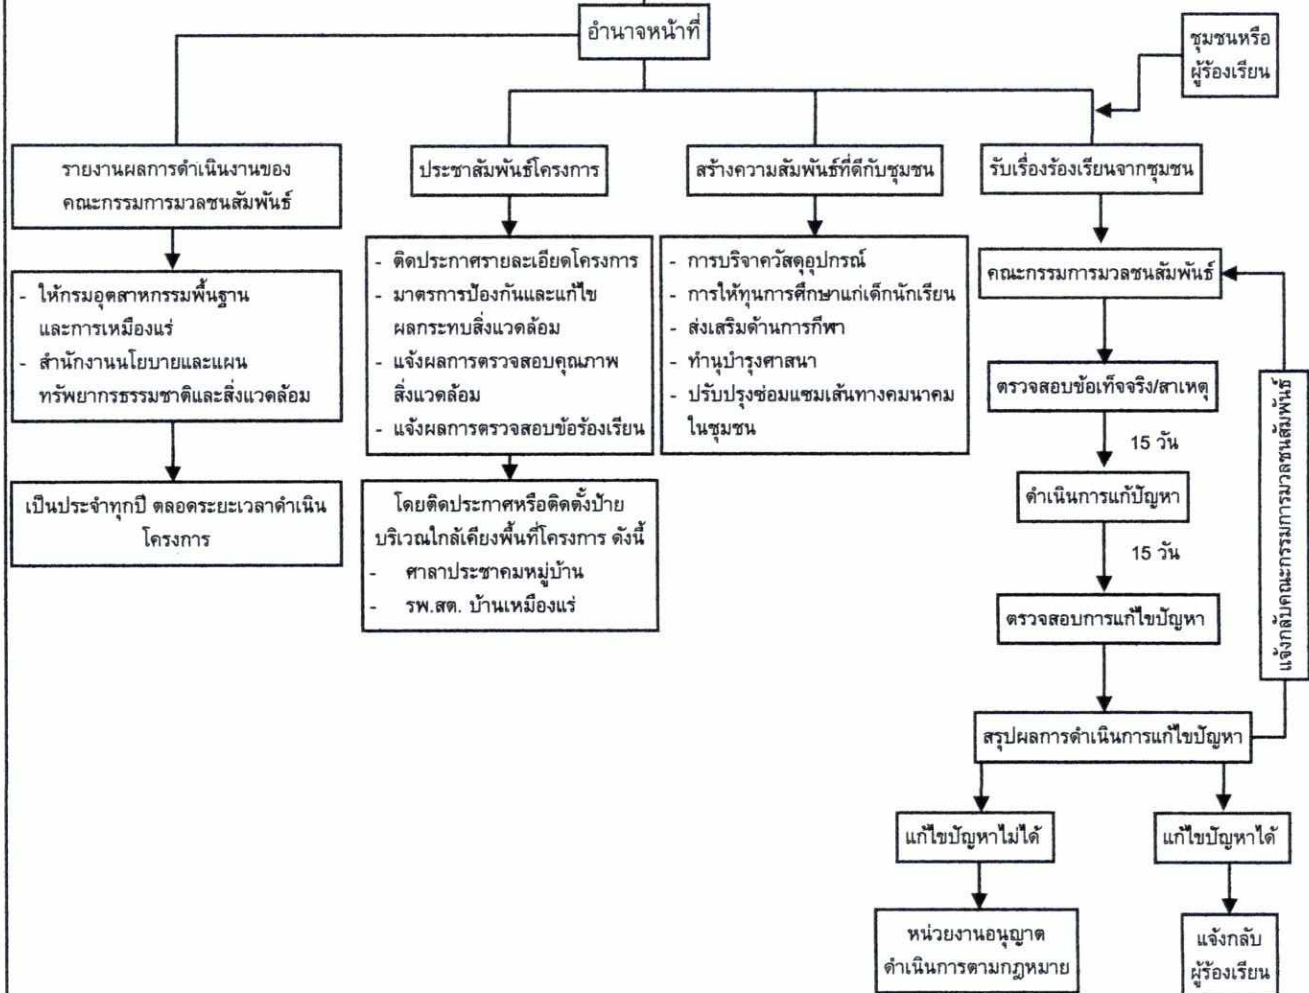 อำนาจหน้าที่
ชุมชนหรือ
ผู้ร้องเรียน
รายงานผลการดำเนินงานของ
คณะกรรมการมวลชนสัมพันธ์
- ให้กรมอุตสาหกรรมพื้นฐาน
และการเหมืองแร่
- สำนักงานนโยบายและแผน
ทรัพยากรธรรมชาติและสิ่งแวดล้อม
เป็นประจำทุกปี ตลอดระยะเวลาดำเนิน
โครงการ
ประชาสัมพันธ์โครงการ
- ติดประกาศรายละเอียดโครงการ
- มาตรการป้องกันและแก้ไข
ผลกระทบสิ่งแวดล้อม
- แจ้งผลการตรวจสอบคุณภาพ
สิ่งแวดล้อม
- แจ้งผลการตรวจสอบข้อร้องเรียน
โดยติดประกาศหรือติดตั้งป้าย
บริเวณใกล้เคียงพื้นที่โครงการ ดังนี้
- ศาลาประชาคมหมู่บ้าน
- รพ.สต. บ้านเหมืองแร่
สร้างความสัมพันธ์ที่ดีกับชุมชน
- การบริจาควัสดุอุปกรณ์
- การให้ทุนการศึกษาแก่เด็กนักเรียน
- ส่งเสริมด้านการกีฬา
- ทำนุบำรุงศาสนา
- ปรับปรุงซ่อมแซมเส้นทางคมนาคม
ในชุมชน
รับเรื่องร้องเรียนจากชุมชน
คณะกรรมการมวลชนสัมพันธ์
ตรวจสอบข้อเท็จจริง/สาเหตุ
15 วัน
ดำเนินการแก้ปัญหา
15 วัน
ตรวจสอบการแก้ไขปัญหา
แจ้งกลับคณะกรรมการมวลชนสัมพันธ์
สรุปผลการดำเนินการแก้ไขปัญหา
แก้ไขปัญหาไม่ได้
แก้ไขปัญหาได้
หน่วยงานอนุญาต
ดำเนินการตามกฎหมาย
แจ้งกลับ
ผู้ร้องเรียน